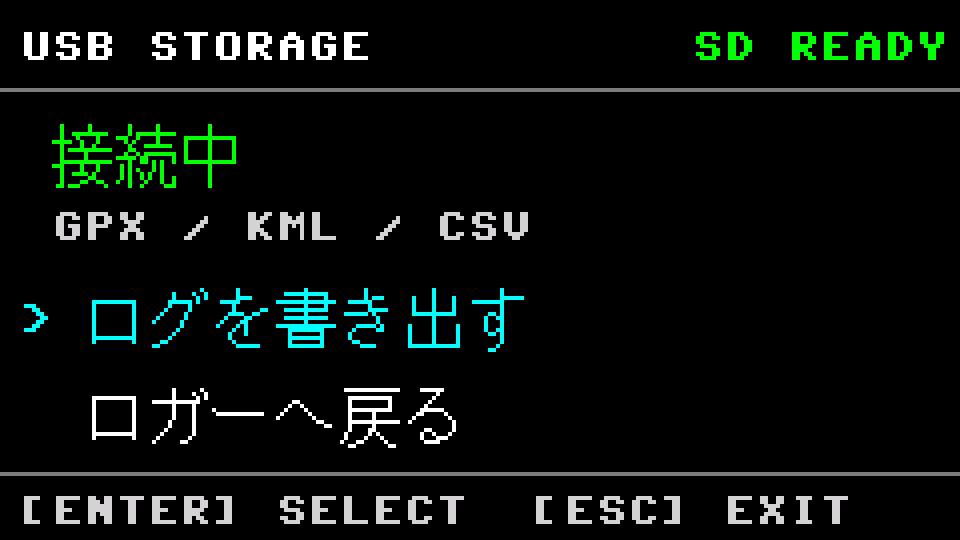 USB STORAGE SD READY
接続中
GPX / KML / CSV
> ログを書き出す
ロガーへ戻る
[ENTER] SELECT [ESC] EXIT